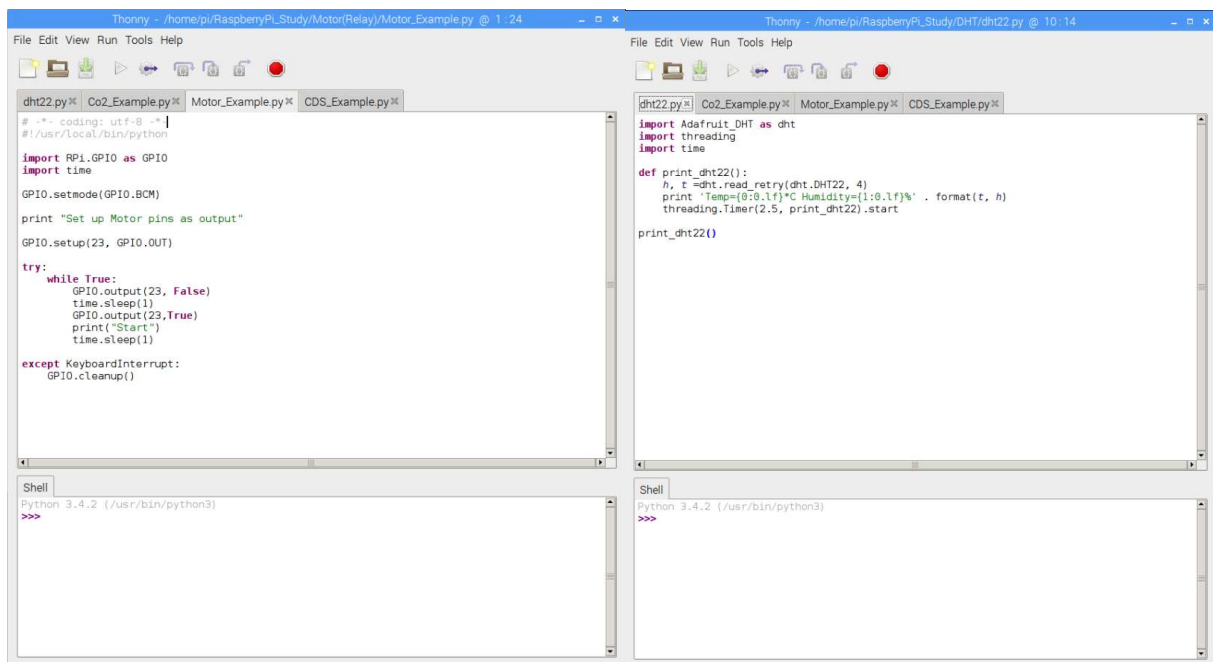 Thonny - /home/pi/RaspberryPi_Study/Motor(Relay)/Motor_Example.py @ 1:24
File Edit View Run Tools Help
dht22.py Co2_Example.py Motor_Example.py CDS_Example.py
# -*- coding: utf-8 -*-
#!/usr/local/bin/python
import RPi.GPIO as GPIO
import time
GPIO.setmode(GPIO.BCM)
print "Set up Motor pins as output"
GPIO.setup(23, GPIO.OUT)
try:
    while True:
        GPIO.output(23, False)
        time.sleep(1)
        GPIO.output(23,True)
        print("Start")
        time.sleep(1)
except KeyboardInterrupt:
    GPIO.cleanup()
Shell
Python 3.4.2 (/usr/bin/python3)
>>>
Thonny - /home/pi/RaspberryPi_Study/DHT/dht22.py @ 10:14
File Edit View Run Tools Help
dht22.py Co2_Example.py Motor_Example.py CDS_Example.py
import Adafruit_DHT as dht
import threading
import time
def print_dht22():
    h, t =dht.read_retry(dht.DHT22, 4)
    print 'Temp={0:0.lf}*C Humidity={1:0.lf}%' . format(t, h)
    threading.Timer(2.5, print_dht22).start
print_dht22()
Shell
Python 3.4.2 (/usr/bin/python3)
>>>